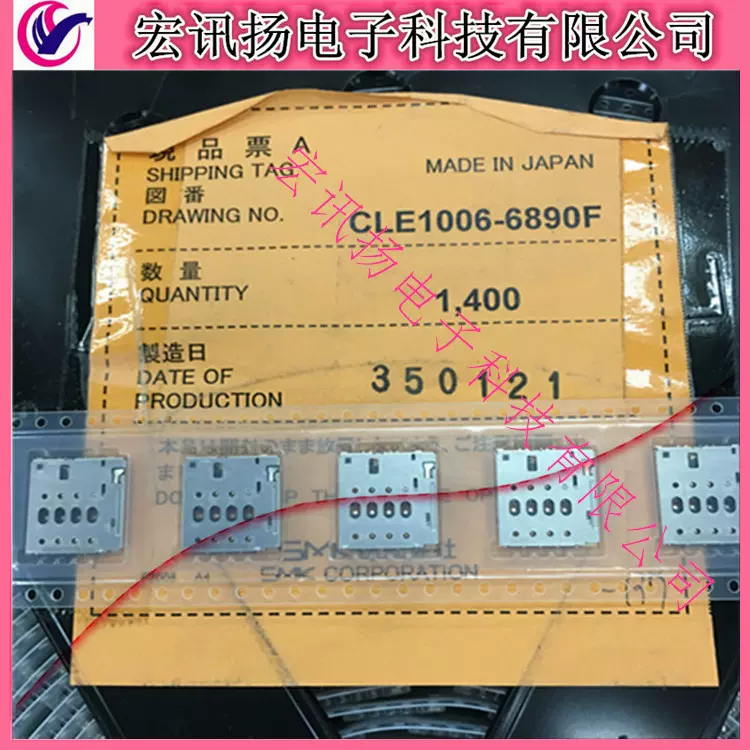 宏讯扬电子科技有限公司
現品票 A
SHIPPING TAG
MADE IN JAPAN
図番
DRAWING NO.
CLE1006-6890F
数量
QUANTITY
1,400
製造日
DATE OF
PRODUCTION
350121
宏讯扬电子科技有限公司
SMK CORPORATION